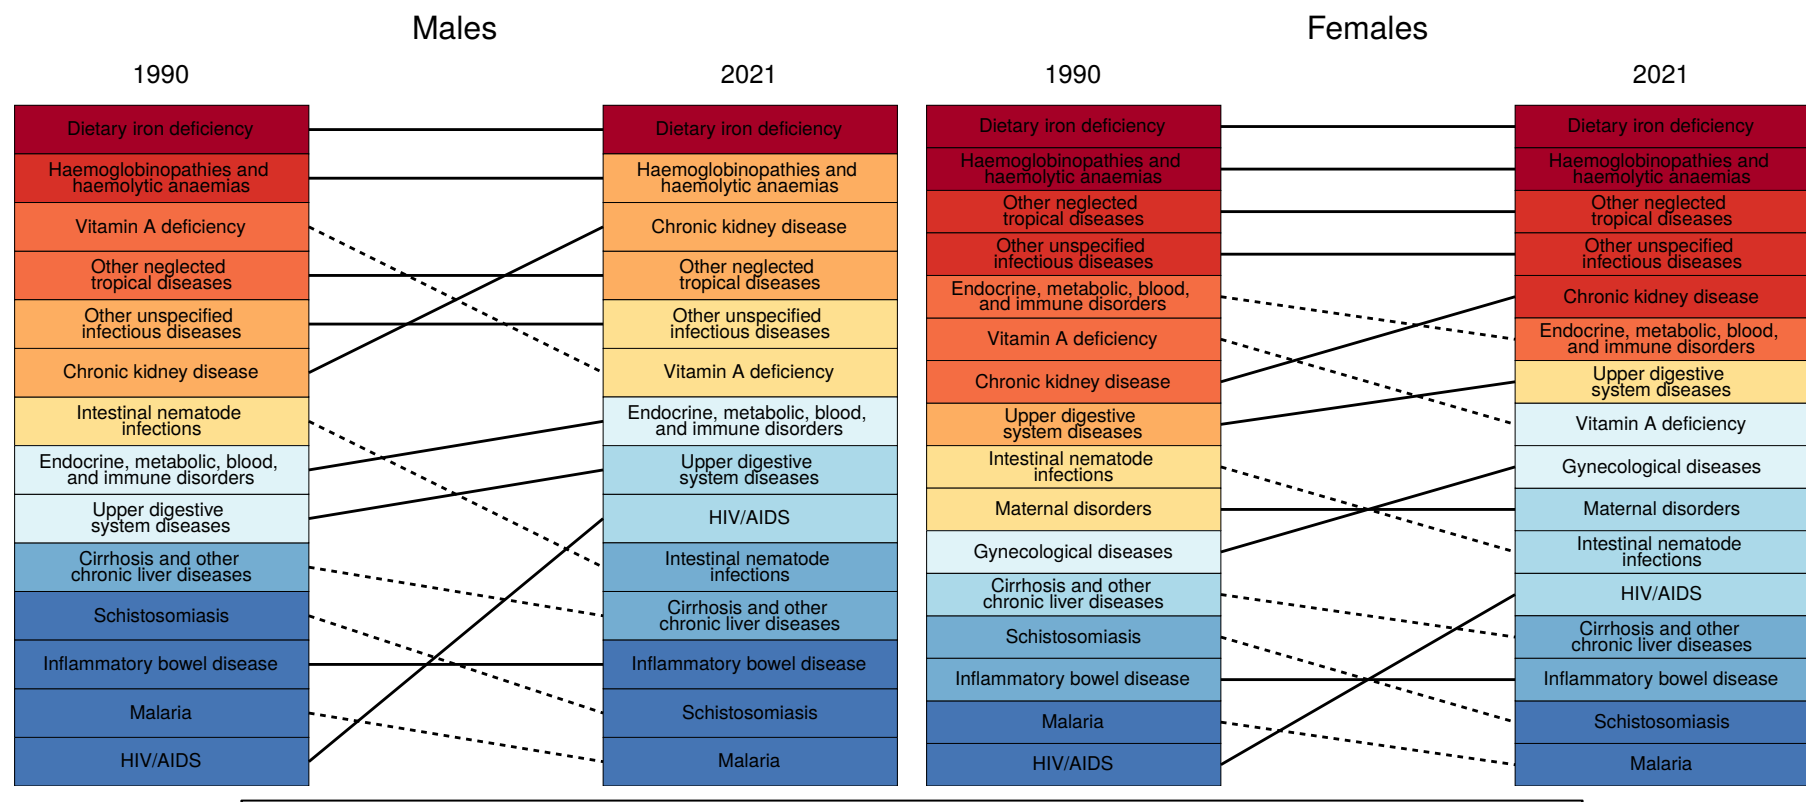 Males
1990
2021
Dietary iron deficiency
Haemoglobinopathies and
haemolytic anaemias
Vitamin A deficiency
Other neglected
tropical diseases
Other unspecified
infectious diseases
Chronic kidney disease
Intestinal nematode
infections
Endocrine, metabolic, blood,
and immune disorders
Upper digestive
system diseases
Cirrhosis and other
chronic liver diseases
Schistosomiasis
Inflammatory bowel disease
Malaria
HIV/AIDS
Dietary iron deficiency
Haemoglobinopathies and
haemolytic anaemias
Chronic kidney disease
Other neglected
tropical diseases
Other unspecified
infectious diseases
Vitamin A deficiency
Endocrine, metabolic, blood,
and immune disorders
Upper digestive
system diseases
HIV/AIDS
Intestinal nematode
infections
Cirrhosis and other
chronic liver diseases
Inflammatory bowel disease
Schistosomiasis
Malaria
Females
1990
2021
Dietary iron deficiency
Haemoglobinopathies and
haemolytic anaemias
Other neglected
tropical diseases
Other unspecified
infectious diseases
Endocrine, metabolic, blood,
and immune disorders
Vitamin A deficiency
Chronic kidney disease
Upper digestive
system diseases
Intestinal nematode
infections
Maternal disorders
Gynecological diseases
Cirrhosis and other
chronic liver diseases
Schistosomiasis
Inflammatory bowel disease
Malaria
HIV/AIDS
Dietary iron deficiency
Haemoglobinopathies and
haemolytic anaemias
Other neglected
tropical diseases
Other unspecified
infectious diseases
Chronic kidney disease
Endocrine, metabolic, blood,
and immune disorders
Upper digestive
system diseases
Vitamin A deficiency
Gynecological diseases
Maternal disorders
Intestinal nematode
infections
HIV/AIDS
Cirrhosis and other
chronic liver diseases
Inflammatory bowel disease
Schistosomiasis
Malaria